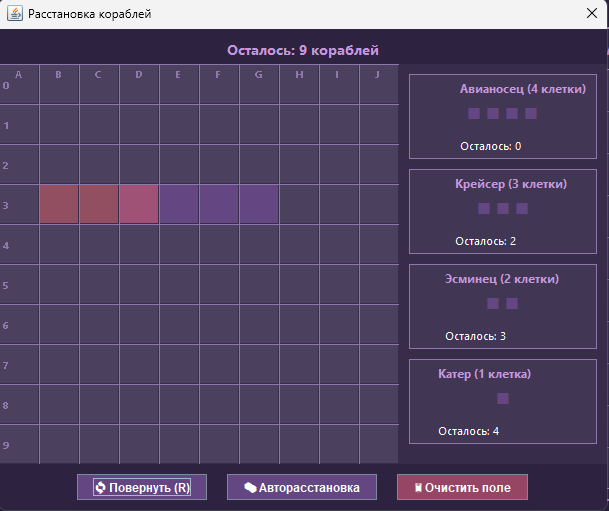 Расстановка кораблей
Осталось: 9 кораблей
A B C D E F G H I J
0
1
2
3
4
5
6
7
8
9
Авианосец (4 клетки)
Осталось: 0
Крейсер (3 клетки)
Осталось: 2
Эсминец (2 клетки)
Осталось: 3
Катер (1 клетка)
Осталось: 4
Повернуть (R)
Авторасстановка
Очистить поле